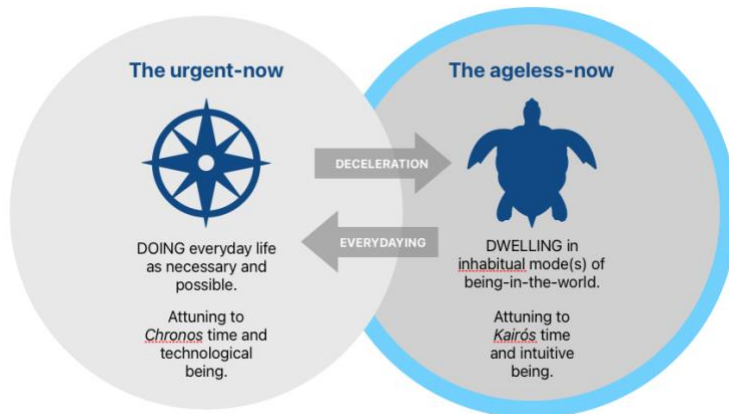 The urgent-now
DOING everyday life
as necessary and
possible.
Attuning to
Chronos time and
technological
being.
DECELERATION
EVERYDAYING
The ageless-now
DWELLING in
inhabitual mode(s) of
being-in-the-world.
Attuning to
Kairós time
and intuitive
being.